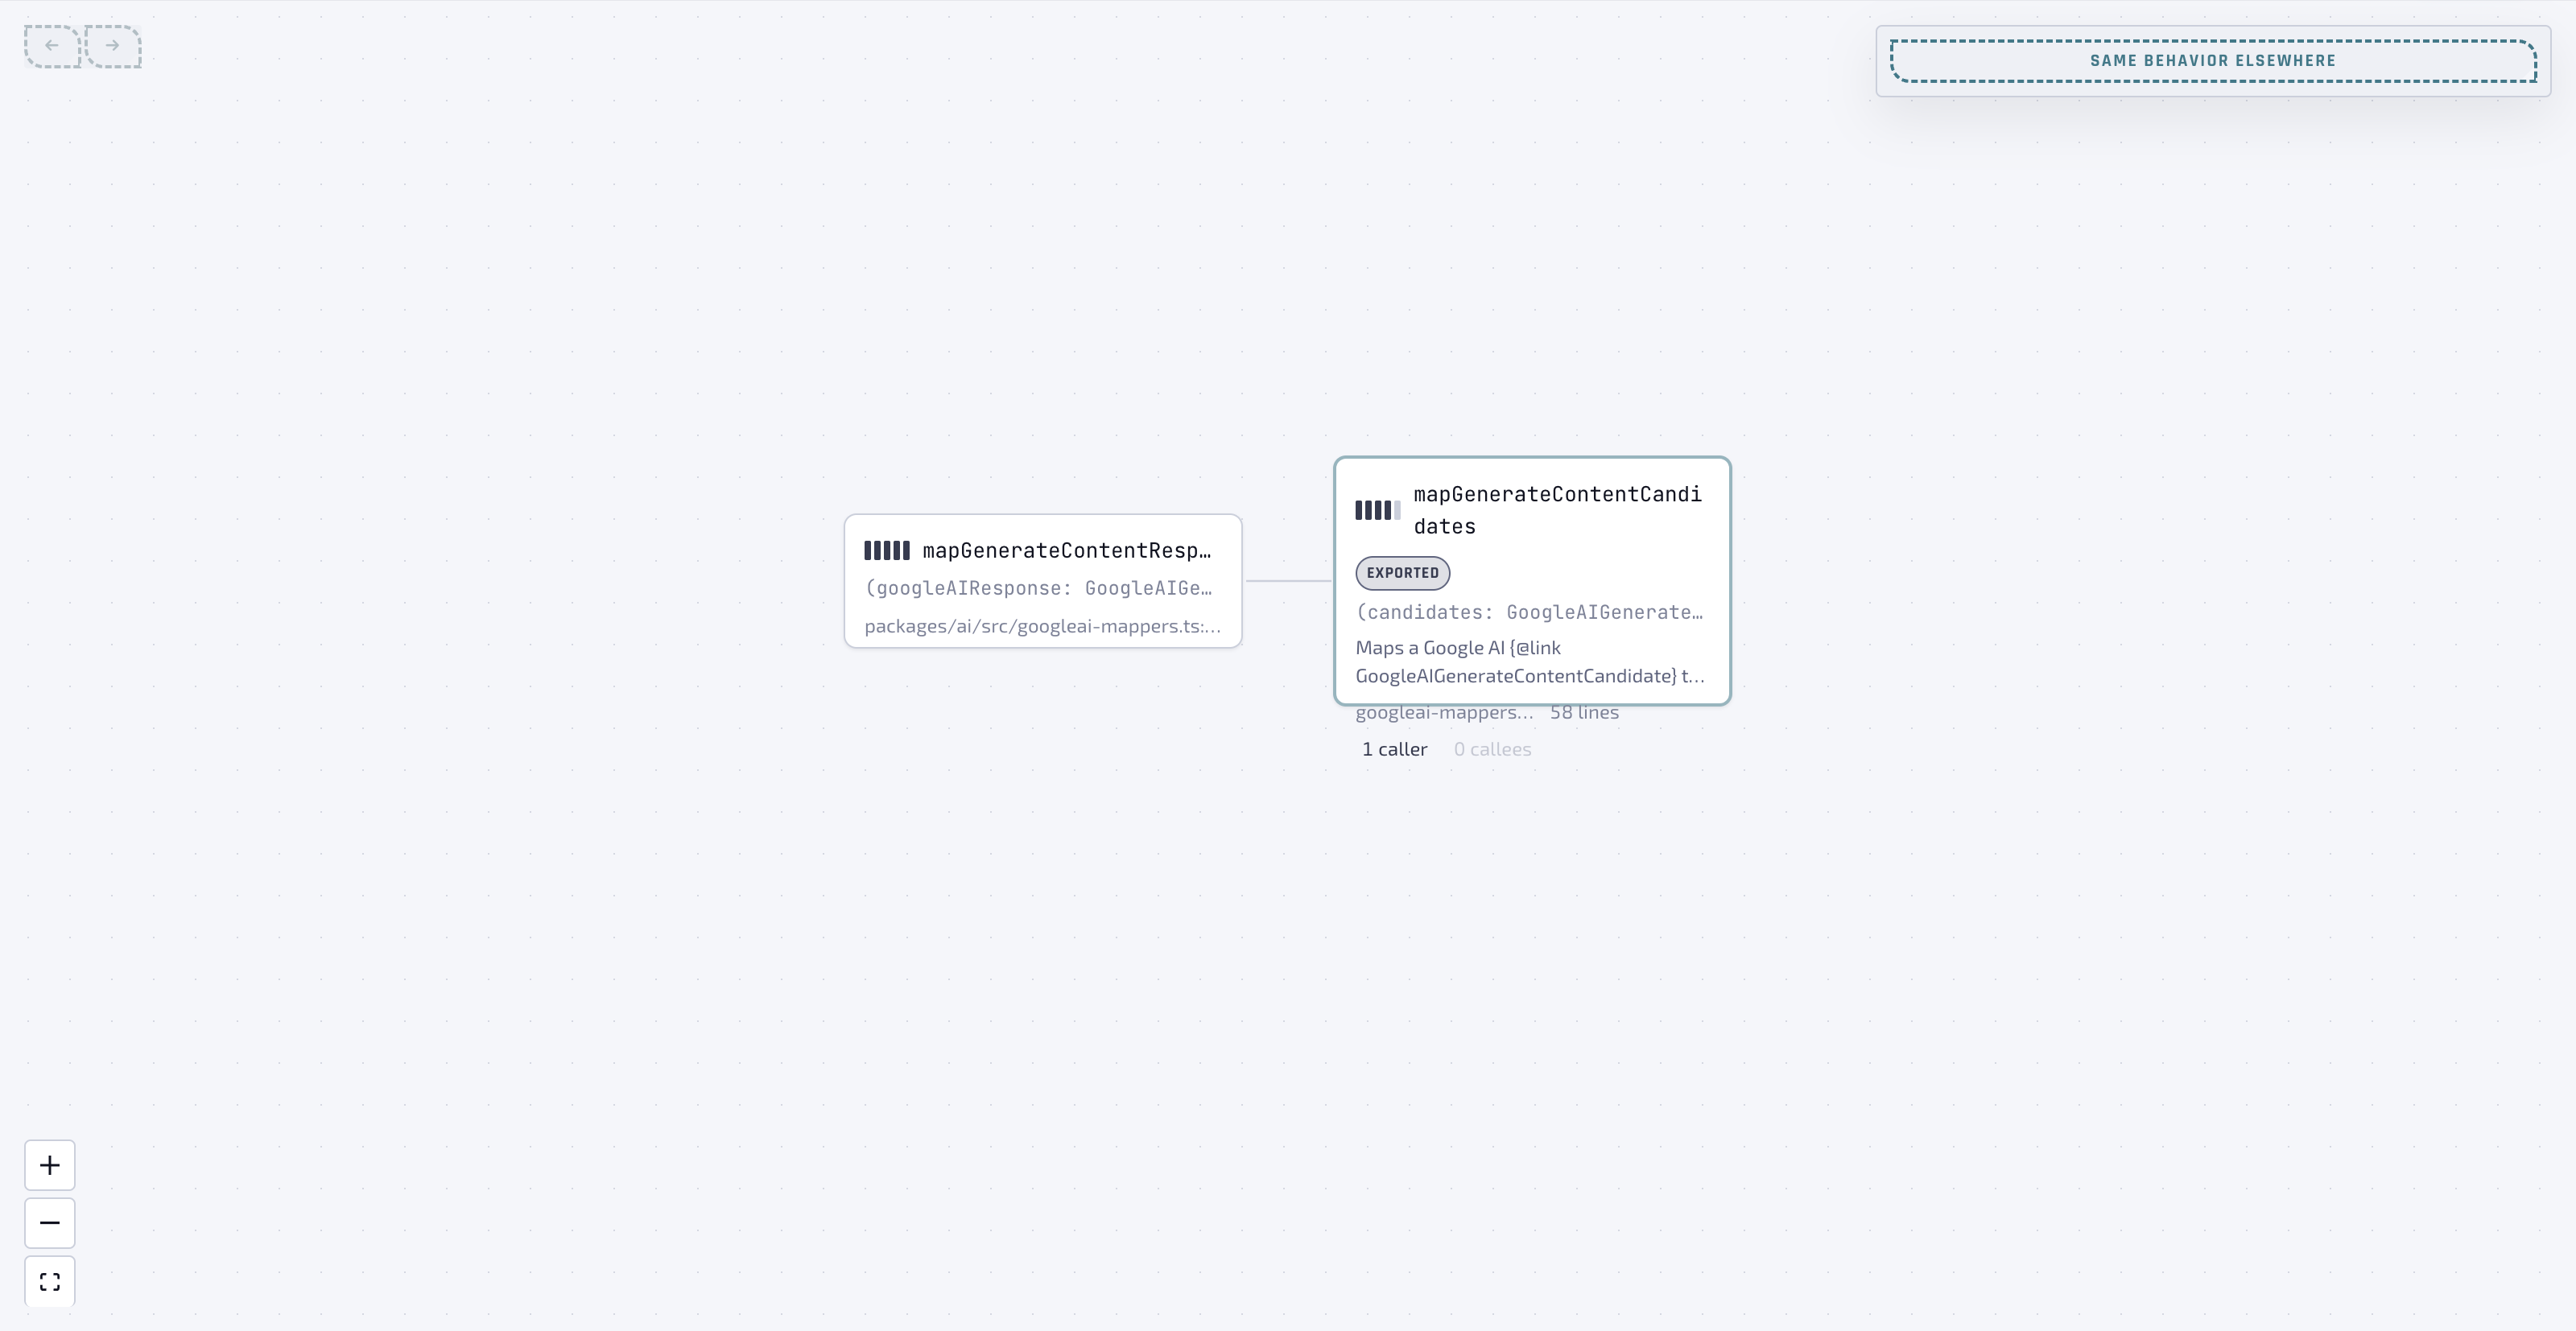 SAME BEHAVIOR ELSEWHERE
mapGenerateContentResp…
(googleAIResponse: GoogleAIGe…
packages/ai/src/googleai-mappers.ts:…
mapGenerateContentCandi
dates
EXPORTED
(candidates: GoogleAIGenerate…
Maps a Google AI {@link
GoogleAIGenerateContentCandidate} t…
googleai-mappers… 58 lines
1 caller 0 callees